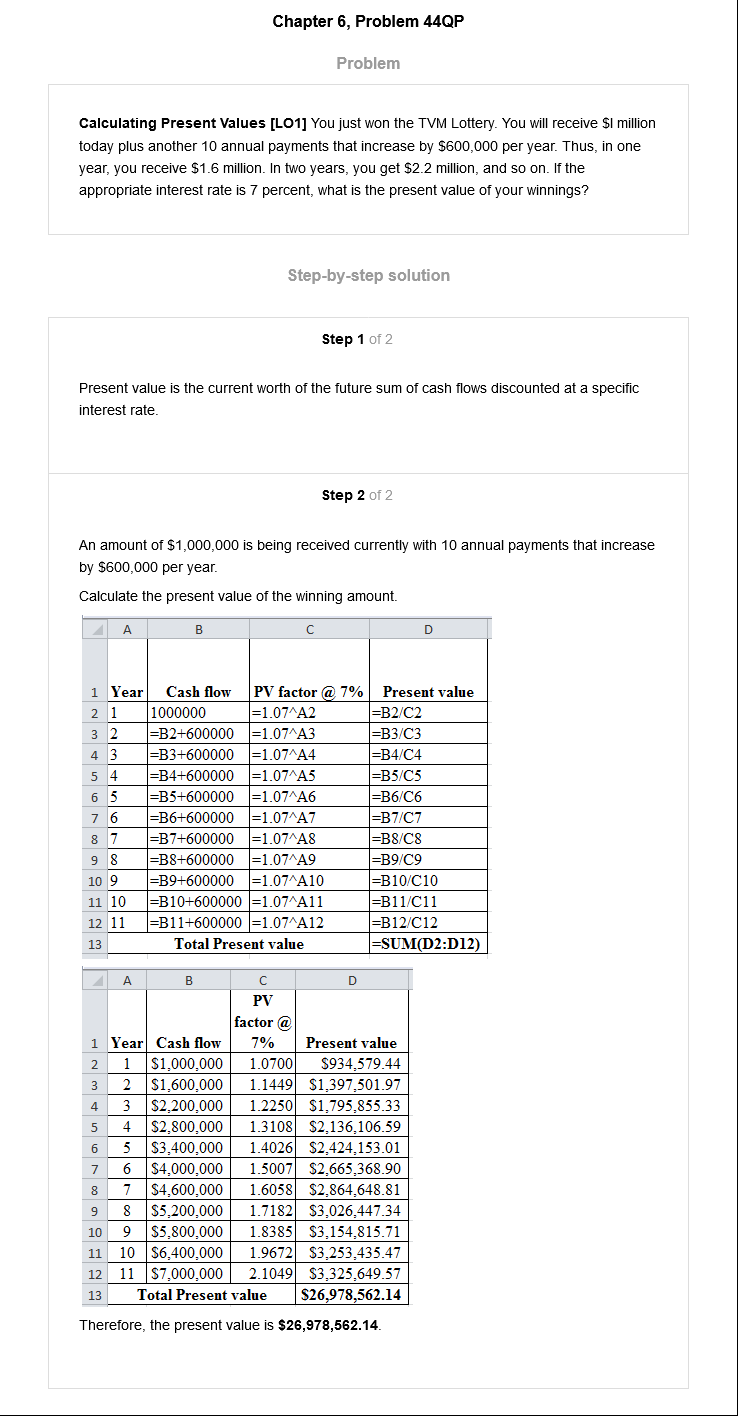 Chapter 6, Problem 44QP
Problem
Calculating Present Values [LO1] You just won the TVM Lottery. You will receive $l million
today plus another 10 annual payments that increase by $600,000 per year. Thus, in one
year, you receive $1.6 million. In two years, you get $2.2 million, and so on. If the
appropriate interest rate is 7 percent, what is the present value of your winnings?
Step-by-step solution
Step 1 of 2
Present value is the current worth of the future sum of cash flows discounted at a specific
interest rate.
Step 2 of 2
An amount of $1,000,000 is being received currently with 10 annual payments that increase
by $600,000 per year.
Calculate the present value of the winning amount.
A B C D
1 Year Cash flow PV factor @ 7% Present value
2 1 1000000 =1.07^A2 =B2/C2
3 2 =B2+600000 =1.07^A3 =B3/C3
4 3 =B3+600000 =1.07^A4 =B4/C4
5 4 =B4+600000 =1.07^A5 =B5/C5
6 5 =B5+600000 =1.07^A6 =B6/C6
7 6 =B6+600000 =1.07^A7 =B7/C7
8 7 =B7+600000 =1.07^A8 =B8/C8
9 8 =B8+600000 =1.07^A9 =B9/C9
10 9 =B9+600000 =1.07^A10 =B10/C10
11 10 =B10+600000 =1.07^A11 =B11/C11
12 11 =B11+600000 =1.07^A12 =B12/C12
13 Total Present value =SUM(D2:D12)
A B C D
PV
factor @
1 Year Cash flow 7% Present value
2 1 $1,000,000 1.0700 $934,579.44
3 2 $1,600,000 1.1449 $1,397,501.97
4 3 $2,200,000 1.2250 $1,795,855.33
5 4 $2,800,000 1.3108 $2,136,106.59
6 5 $3,400,000 1.4026 $2,424,153.01
7 6 $4,000,000 1.5007 $2,665,368.90
8 7 $4,600,000 1.6058 $2,864,648.81
9 8 $5,200,000 1.7182 $3,026,447.34
10 9 $5,800,000 1.8385 $3,154,815.71
11 10 $6,400,000 1.9672 $3,253,435.47
12 11 $7,000,000 2.1049 $3,325,649.57
13 Total Present value $26,978,562.14
Therefore, the present value is $26,978,562.14.